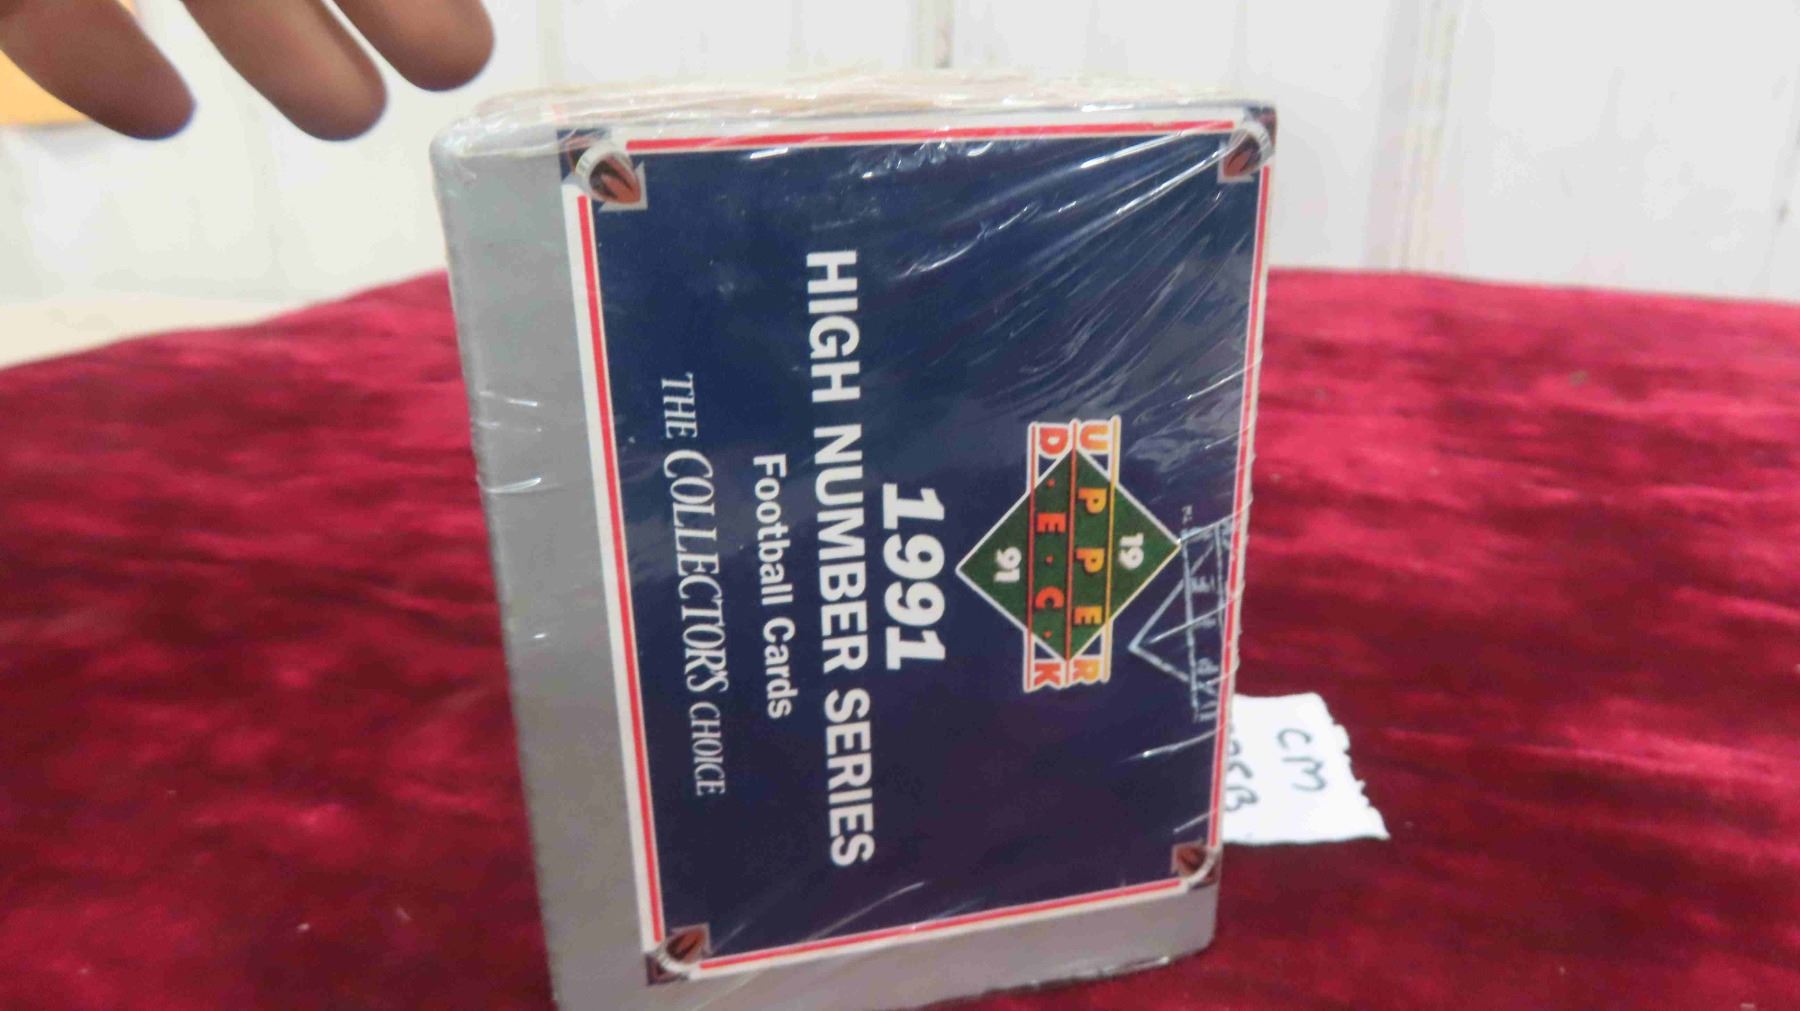 UPPER
D·E·C·K
19
91
1991
HIGH NUMBER SERIES
Football Cards
THE COLLECTOR'S CHOICE
CM